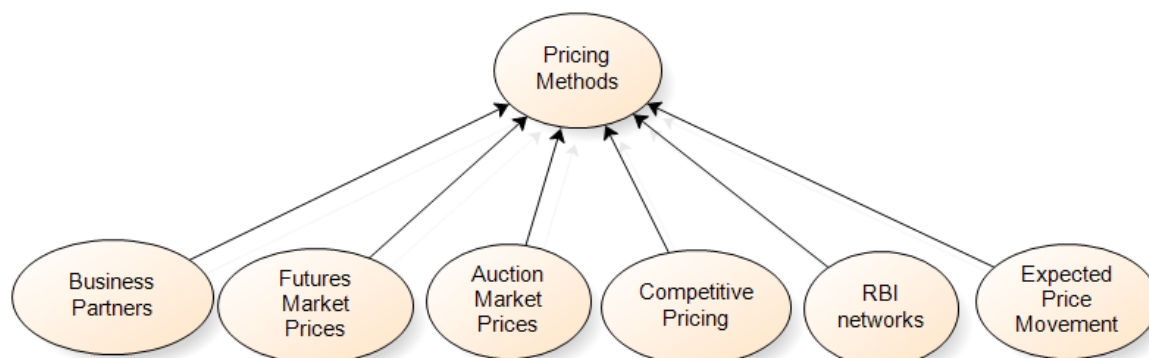 Pricing
Methods
Business
Partners
Futures
Market
Prices
Auction
Market
Prices
Competitive
Pricing
RBI
networks
Expected
Price
Movement